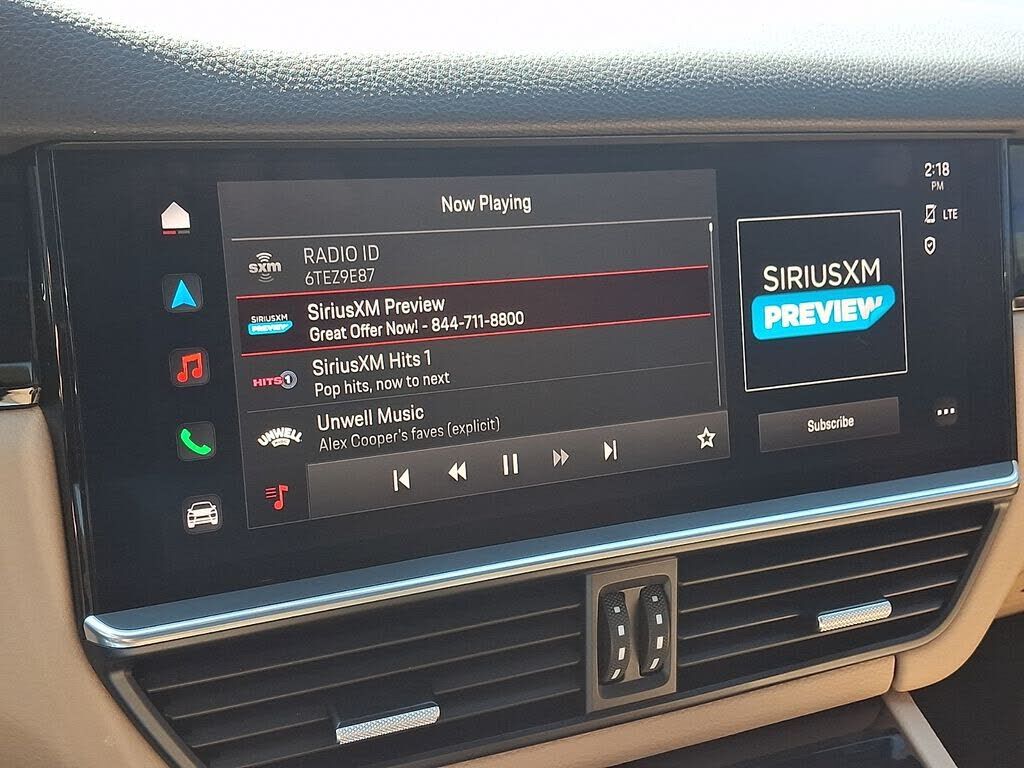 Now Playing
2:18
PM
LTE
sxm
RADIO ID
6TEZ9E87
SIRIUSXM
PREVIEW
SiriusXM Preview
Great Offer Now! - 844-711-8800
HITS1
SiriusXM Hits 1
Pop hits, now to next
UNWELL
Unwell Music
Alex Cooper's faves (explicit)
SIRIUSXM
PREVIEW
Subscribe